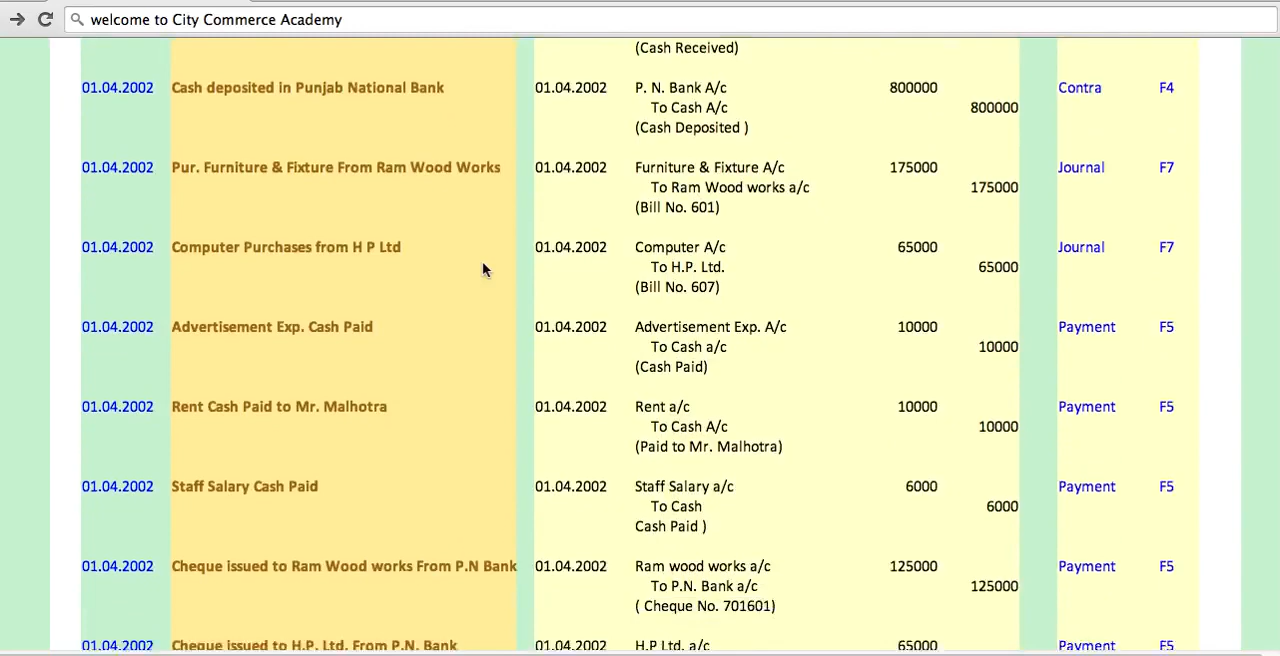 welcome to City Commerce Academy
(Cash Received)
01.04.2002 Cash deposited in Punjab National Bank 01.04.2002 P. N. Bank A/c 800000 Contra F4
To Cash A/c 800000
(Cash Deposited )
01.04.2002 Pur. Furniture & Fixture From Ram Wood Works 01.04.2002 Furniture & Fixture A/c 175000 Journal F7
To Ram Wood works a/c 175000
(Bill No. 601)
01.04.2002 Computer Purchases from H P Ltd 01.04.2002 Computer A/c 65000 Journal F7
To H.P. Ltd. 65000
(Bill No. 607)
01.04.2002 Advertisement Exp. Cash Paid 01.04.2002 Advertisement Exp. A/c 10000 Payment F5
To Cash a/c 10000
(Cash Paid)
01.04.2002 Rent Cash Paid to Mr. Malhotra 01.04.2002 Rent a/c 10000 Payment F5
To Cash A/c 10000
(Paid to Mr. Malhotra)
01.04.2002 Staff Salary Cash Paid 01.04.2002 Staff Salary a/c 6000 Payment F5
To Cash 6000
Cash Paid )
01.04.2002 Cheque issued to Ram Wood works From P.N Bank 01.04.2002 Ram wood works a/c 125000 Payment F5
To P.N. Bank a/c 125000
( Cheque No. 701601)
01.04.2002 Cheque issued to H.P. Ltd. From P.N. Bank 01.04.2002 H.P Ltd. a/c 65000 Payment F5